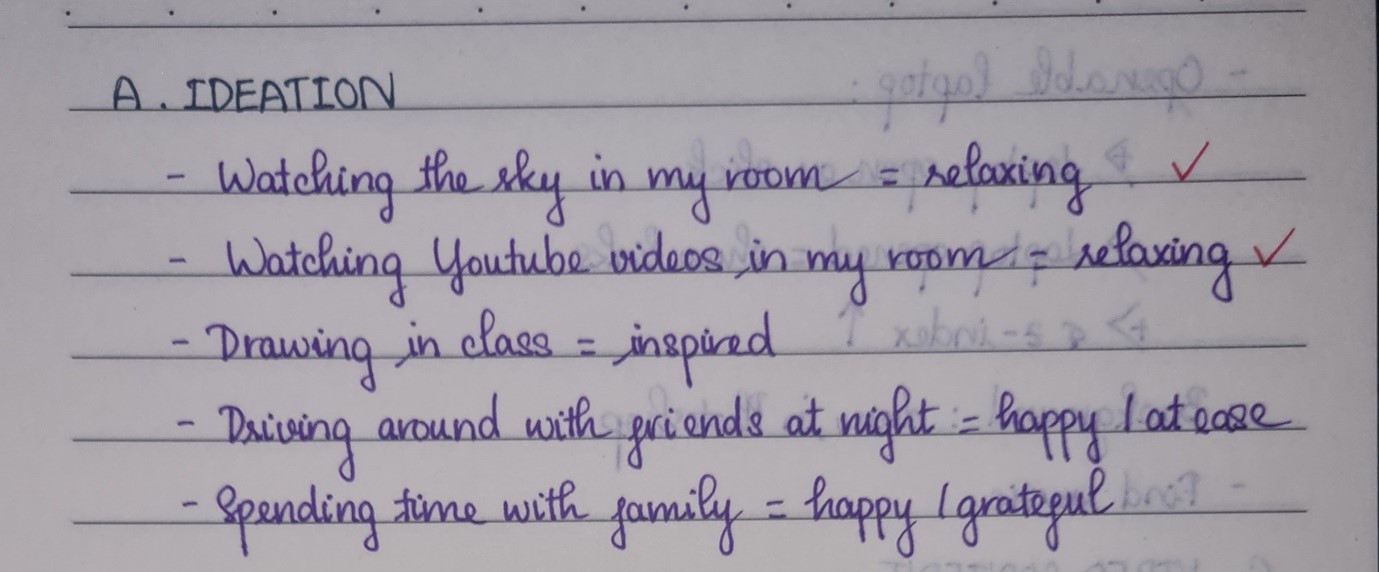 A. IDEATION
- Watching the sky in my room = relaxing ✓
- Watching Youtube videos in my room = relaxing ✓
- Drawing in class = inspired
- Driving around with friends at night = happy / at ease
- Spending time with family = happy / grateful